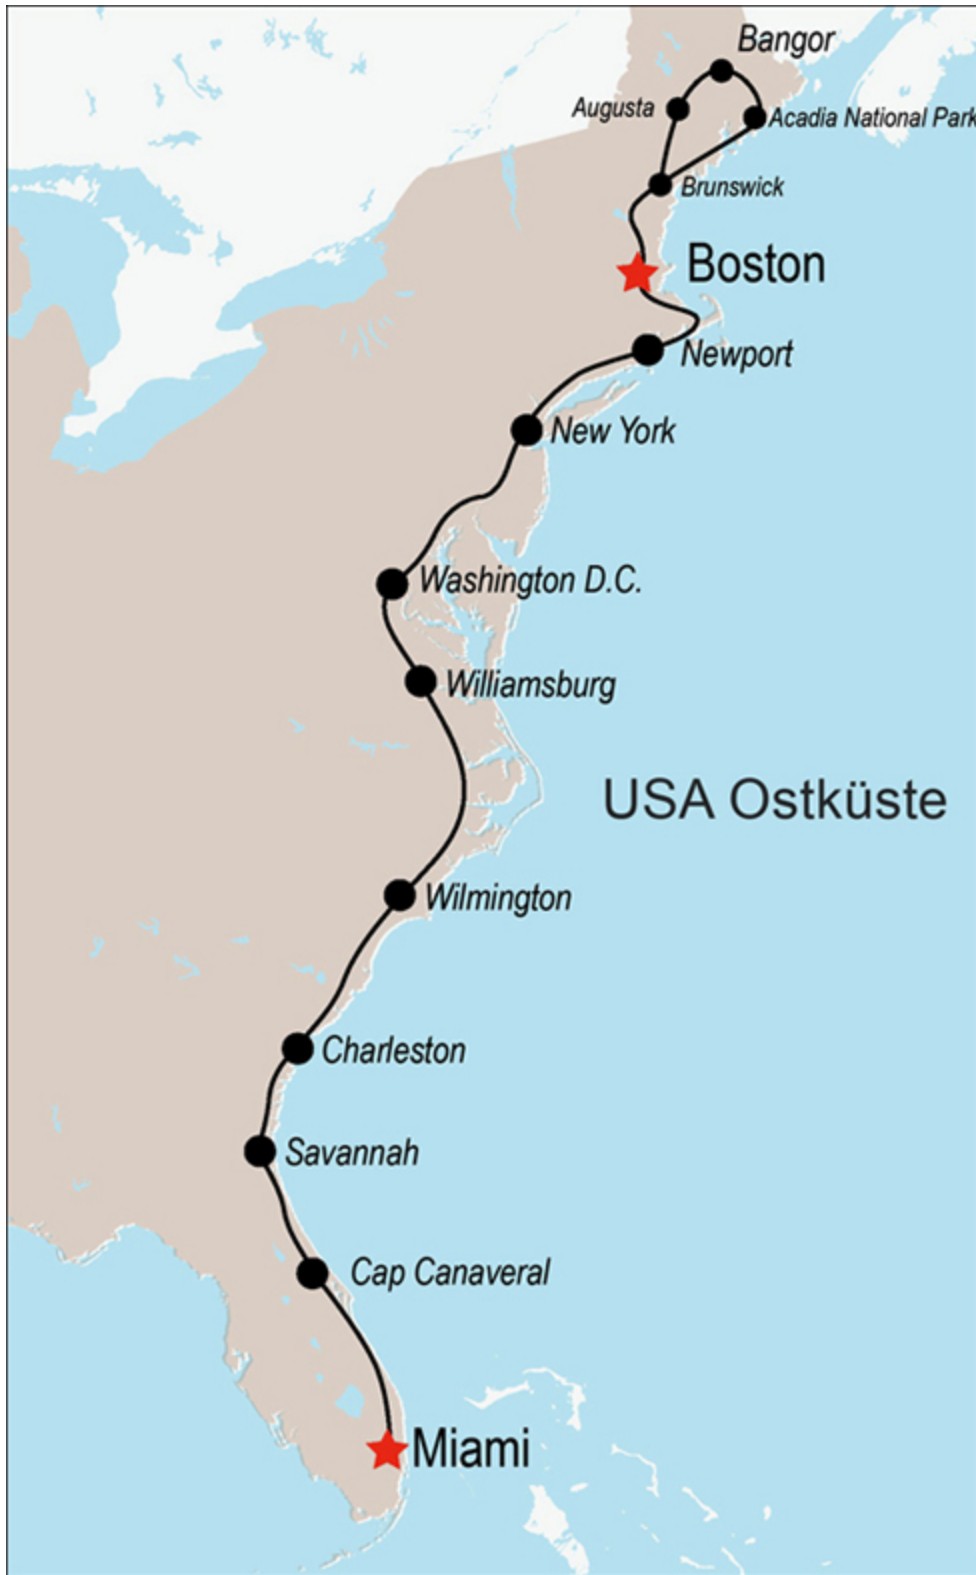 Bangor
Augusta
Acadia National Park
Brunswick
Boston
Newport
New York
Washington D.C.
Williamsburg
USA Ostküste
Wilmington
Charleston
Savannah
Cap Canaveral
Miami